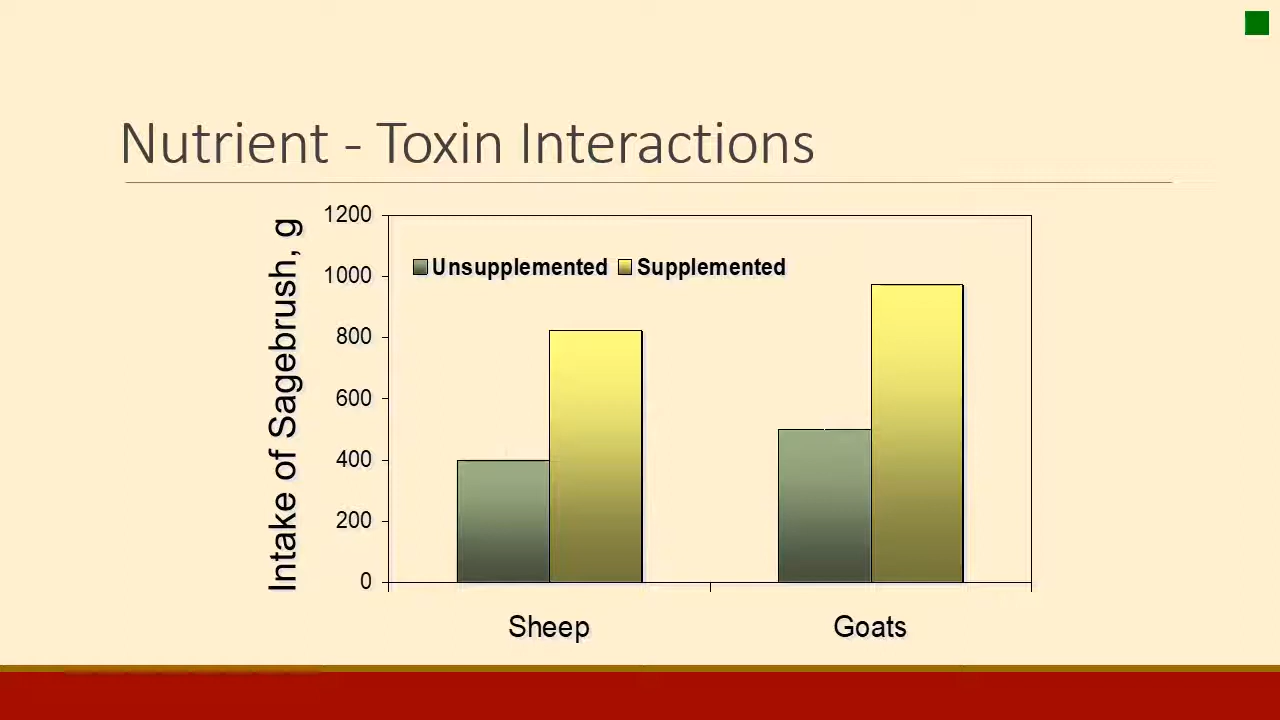 Nutrient - Toxin Interactions
Intake of Sagebrush, g
1200
1000
800
600
400
200
0
Unsupplemented Supplemented
Sheep Goats